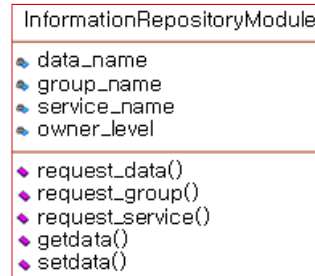 InformationRepositoryModule
data_name
group_name
service_name
owner_level
request_data()
request_group()
request_service()
getdata()
setdata()